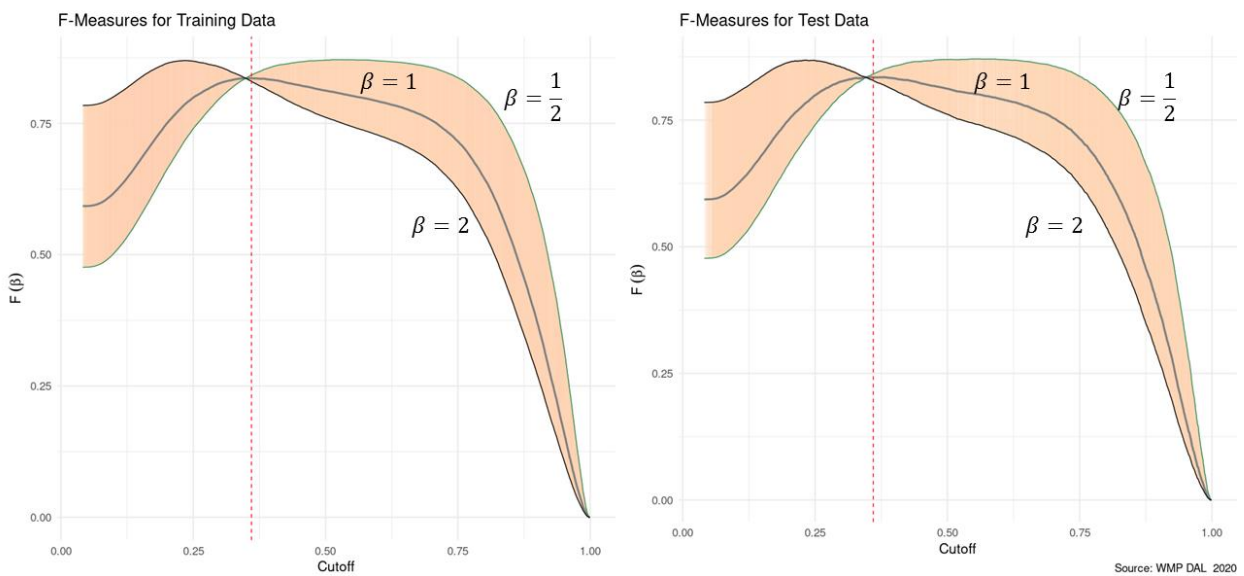 F-Measures for Training Data
F (β)
0.75
0.50
0.25
0.00
β = 1
β = 1/2
β = 2
0.00 0.25 0.50 0.75 1.00
Cutoff
F-Measures for Test Data
F (β)
0.75
0.50
0.25
0.00
β = 1
β = 1/2
β = 2
0.00 0.25 0.50 0.75 1.00
Cutoff
Source: WMP DAL 2020